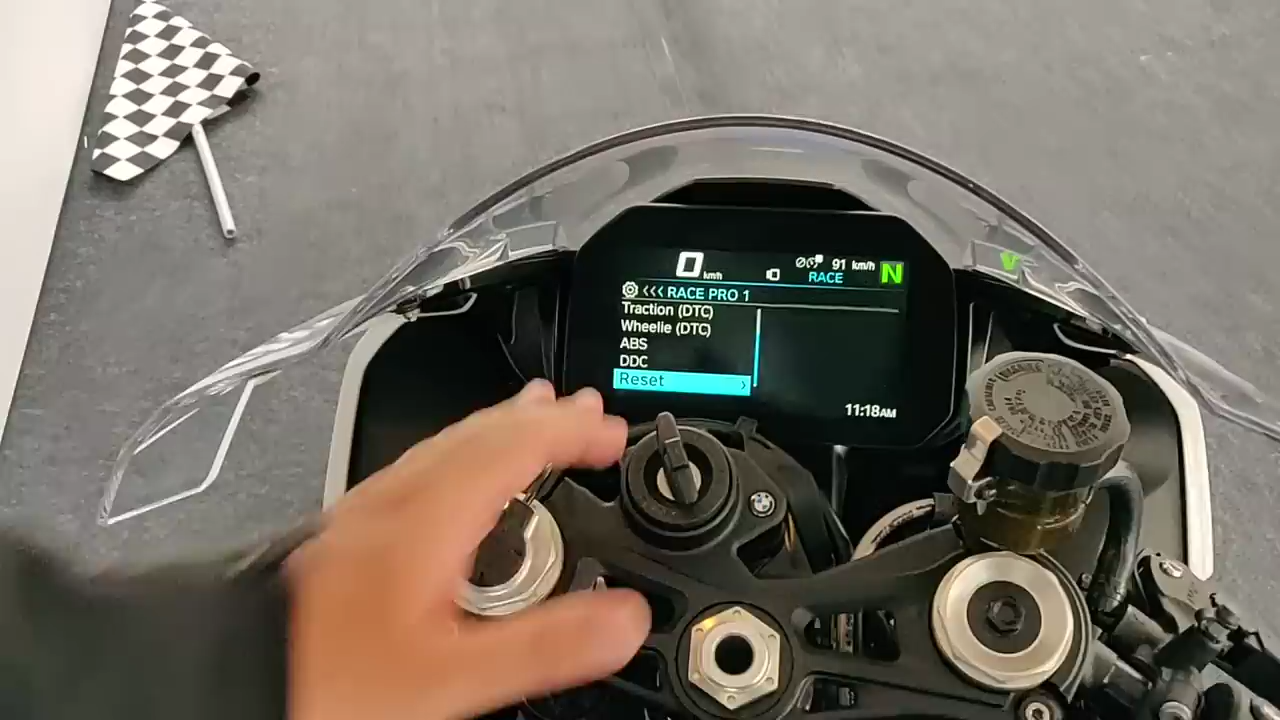 0 km/h
91 km/h
RACE
N
<<< RACE PRO 1
Traction (DTC)
Wheelie (DTC)
ABS
DDC
Reset >
11:18AM